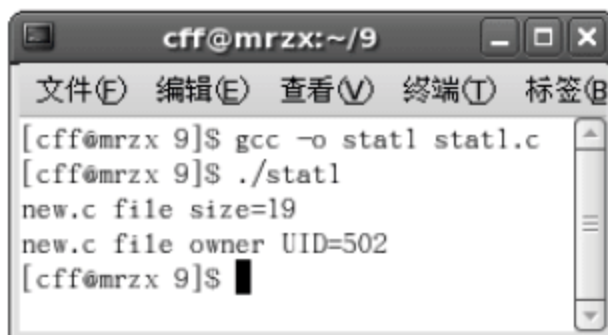 cff@mrzx:~/9
文件(F) 编辑(E) 查看(V) 终端(T) 标签(B
[cff@mrzx 9]$ gcc -o stat1 stat1.c
[cff@mrzx 9]$ ./stat1
new.c file size=19
new.c file owner UID=502
[cff@mrzx 9]$